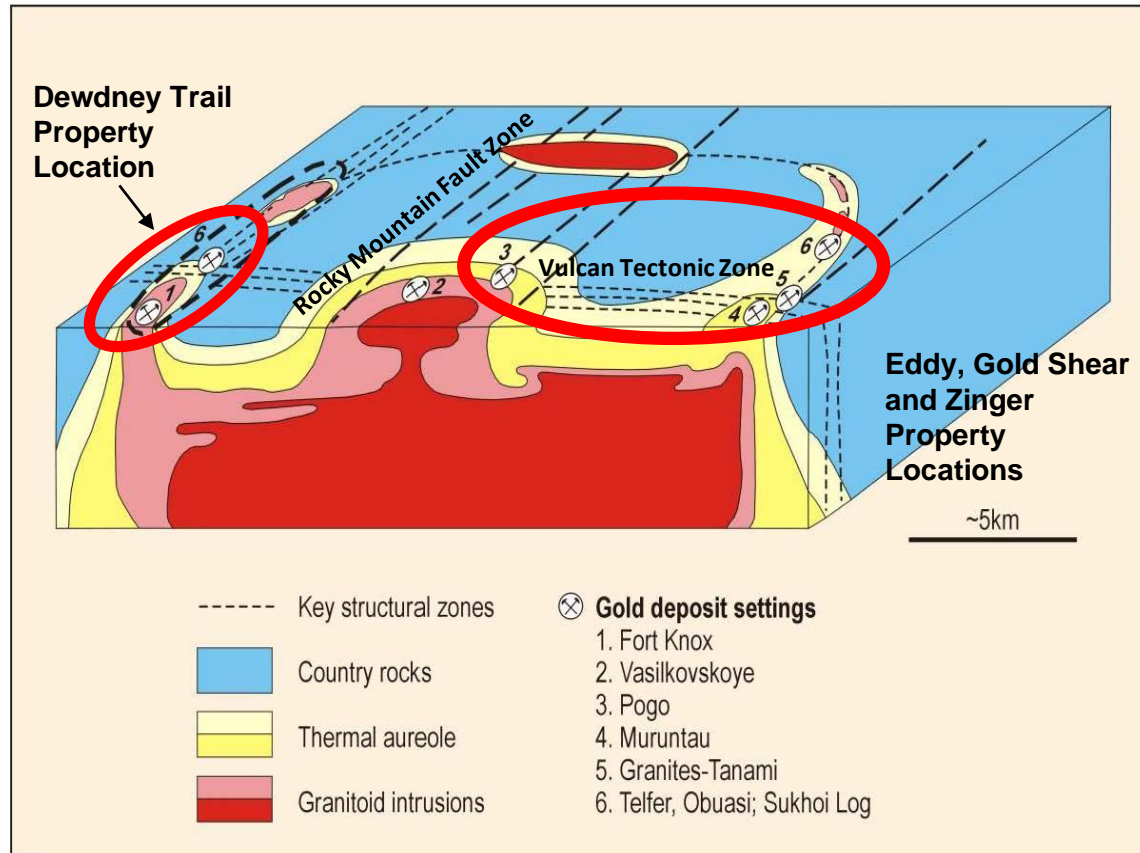 Dewdney Trail
Property
Location
Rocky Mountain Fault Zone
6
1
2
3
Vulcan Tectonic Zone
6
5
4
Eddy, Gold Shear
and Zinger
Property
Locations
~5km
Key structural zones
Country rocks
Thermal aureole
Granitoid intrusions
Gold deposit settings
1. Fort Knox
2. Vasilkovskoye
3. Pogo
4. Muruntau
5. Granites-Tanami
6. Telfer, Obuasi; Sukhoi Log